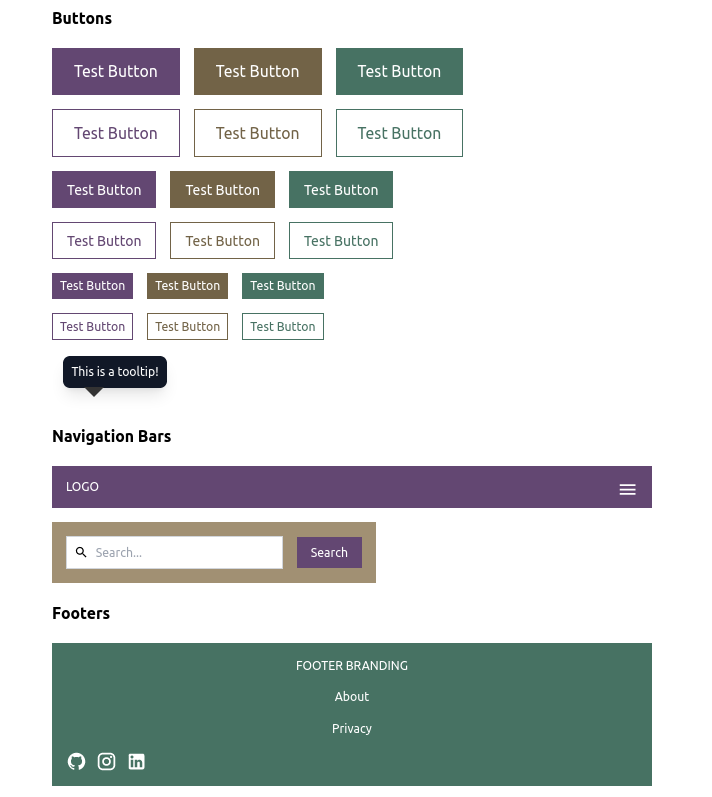 Buttons
Test Button Test Button Test Button
Test Button Test Button Test Button
Test Button Test Button Test Button
Test Button Test Button Test Button
Test Button Test Button Test Button
Test Button Test Button Test Button
This is a tooltip!
Navigation Bars
LOGO
Search... Search
Footers
FOOTER BRANDING
About
Privacy